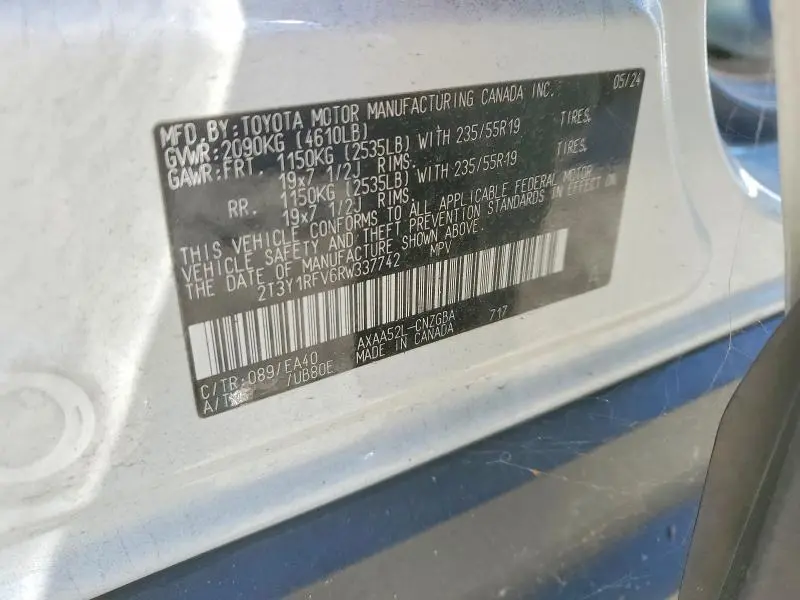 05/24
MFD.BY:TOYOTA MOTOR MANUFACTURING CANADA INC.
GVWR:2090KG (4610LB)
GAWR:FRT. 1150KG (2535LB) WITH 235/55R19 TIRES.
19x7 1/2J RIMS.
RR. 1150KG (2535LB) WITH 235/55R19 TIRES.
19x7 1/2J RIMS.
THIS VEHICLE CONFORMS TO ALL APPLICABLE FEDERAL MOTOR
VEHICLE SAFETY AND THEFT PREVENTION STANDARDS IN EFFECT ON
THE DATE OF MANUFACTURE SHOWN ABOVE.
2T3Y1RFV6RW337742 MPV
C/TR:089/EA40 AXAA52L-CNZGBA 717
A/TM: /UB80E MADE IN CANADA